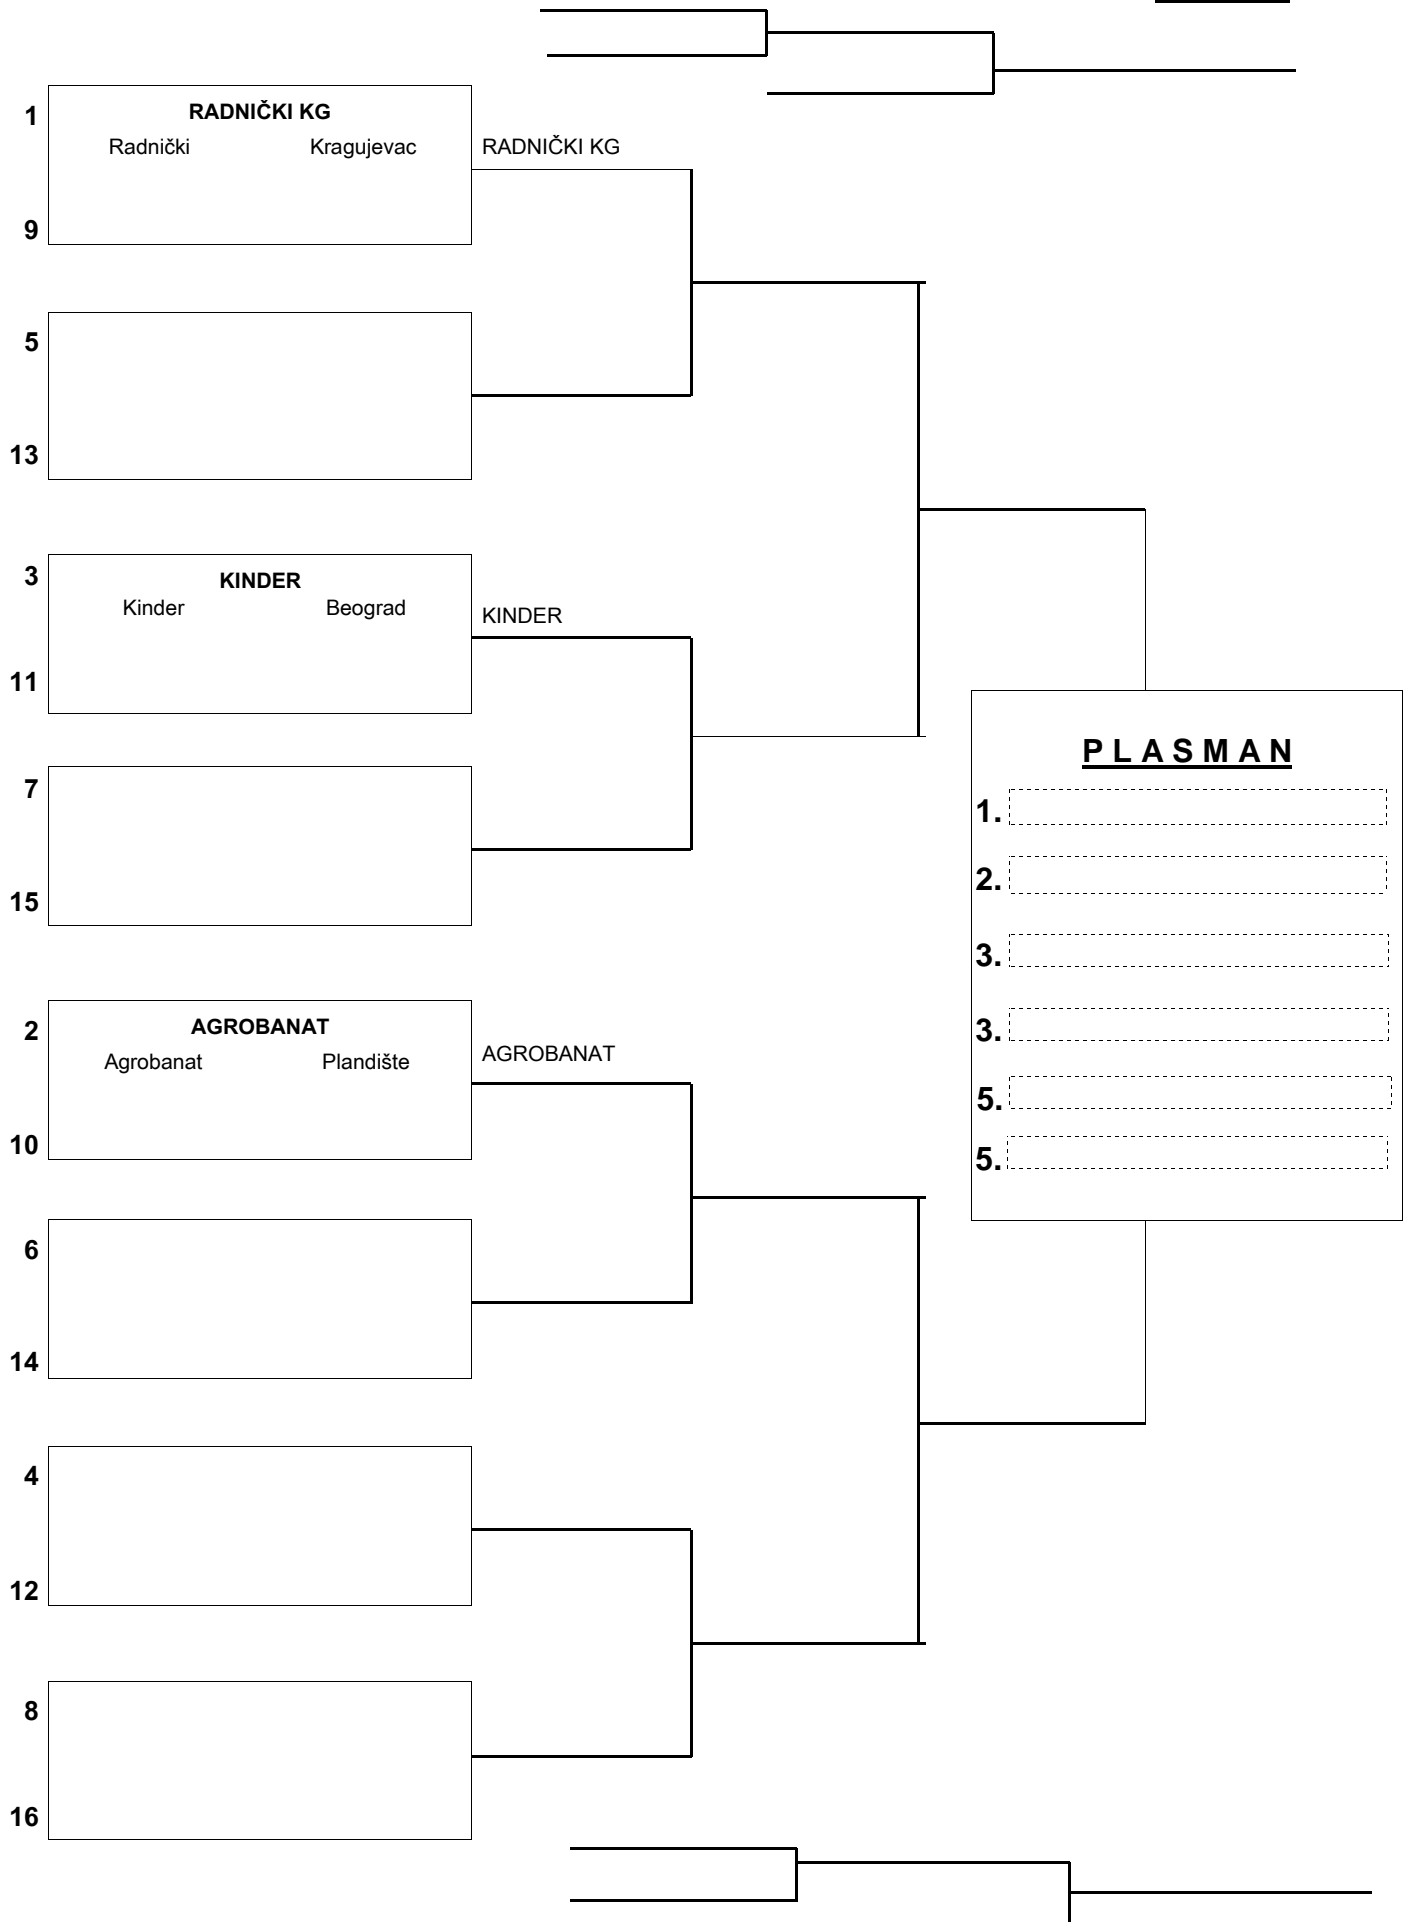 1
RADNIČKI KG
Radnički Kragujevac
RADNIČKI KG
9
5
13
3
KINDER
Kinder Beograd
KINDER
11
7
15
2
AGROBANAT
Agrobanat Plandište
AGROBANAT
10
6
14
4
12
8
16
P L A S M A N
1.
2.
3.
3.
5.
5.